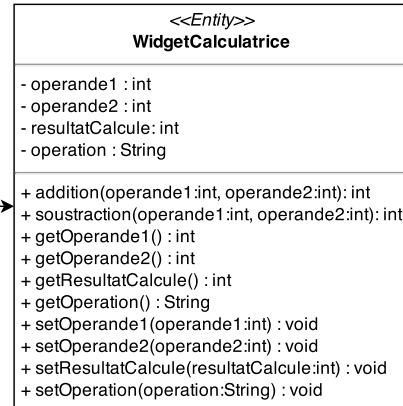 <<Entity>>
WidgetCalculatrice
- operande1 : int
- operande2 : int
- resultatCalcule: int
- operation : String
+ addition(operande1:int, operande2:int): int
+ soustraction(operande1:int, operande2:int): int
+ getOperande1() : int
+ getOperande2() : int
+ getResultatCalcule() : int
+ getOperation() : String
+ setOperande1(operande1:int) : void
+ setOperande2(operande2:int) : void
+ setResultatCalcule(resultatCalcule:int) : void
+ setOperation(operation:String) : void